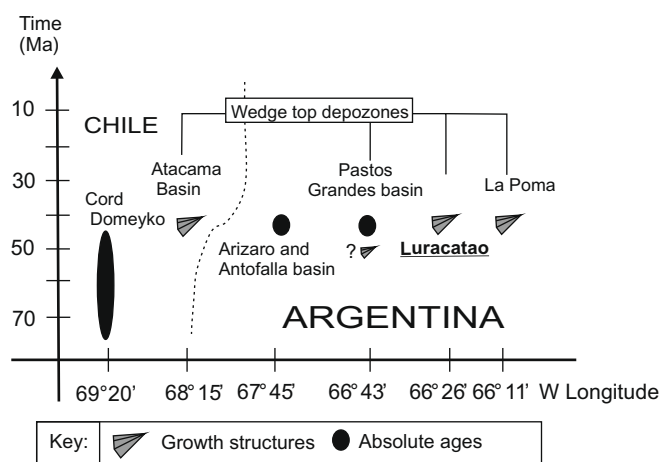 Time
(Ma)
10
30
50
70
CHILE
Wedge top depozones
Atacama
Basin
Pastos
Grandes basin
La Poma
Cord
Domeyko
Arizaro and
Antofalla basin
?
Luracatao
ARGENTINA
69°20' 68°15' 67°45' 66°43' 66°26' 66°11' W Longitude
Key: Growth structures Absolute ages